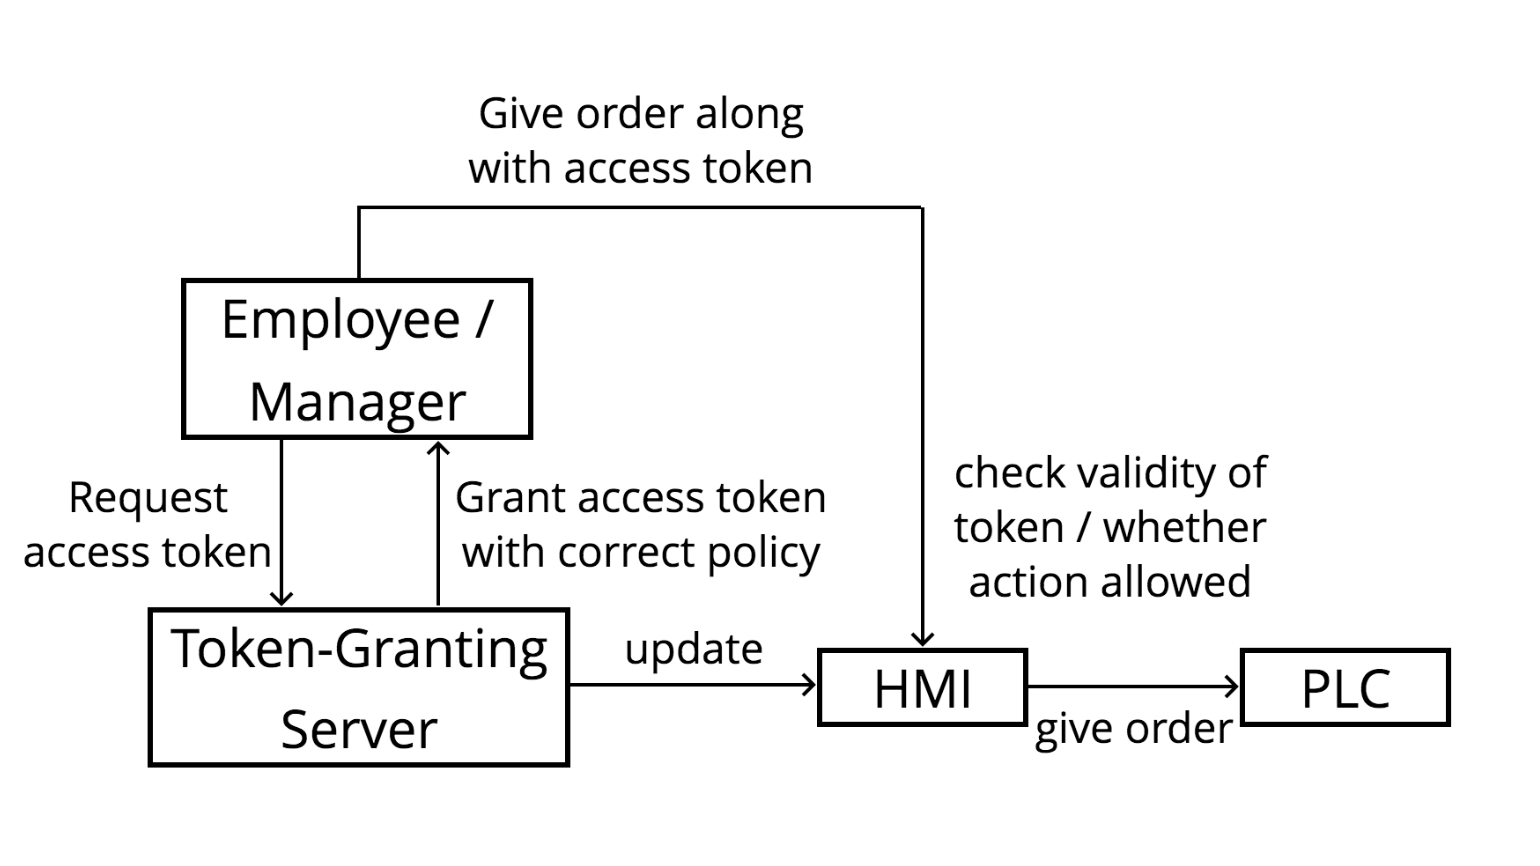 Give order along
with access token
Employee /
Manager
Request
access token
Grant access token
with correct policy
check validity of
token / whether
action allowed
Token-Granting
Server
update
HMI
give order
PLC